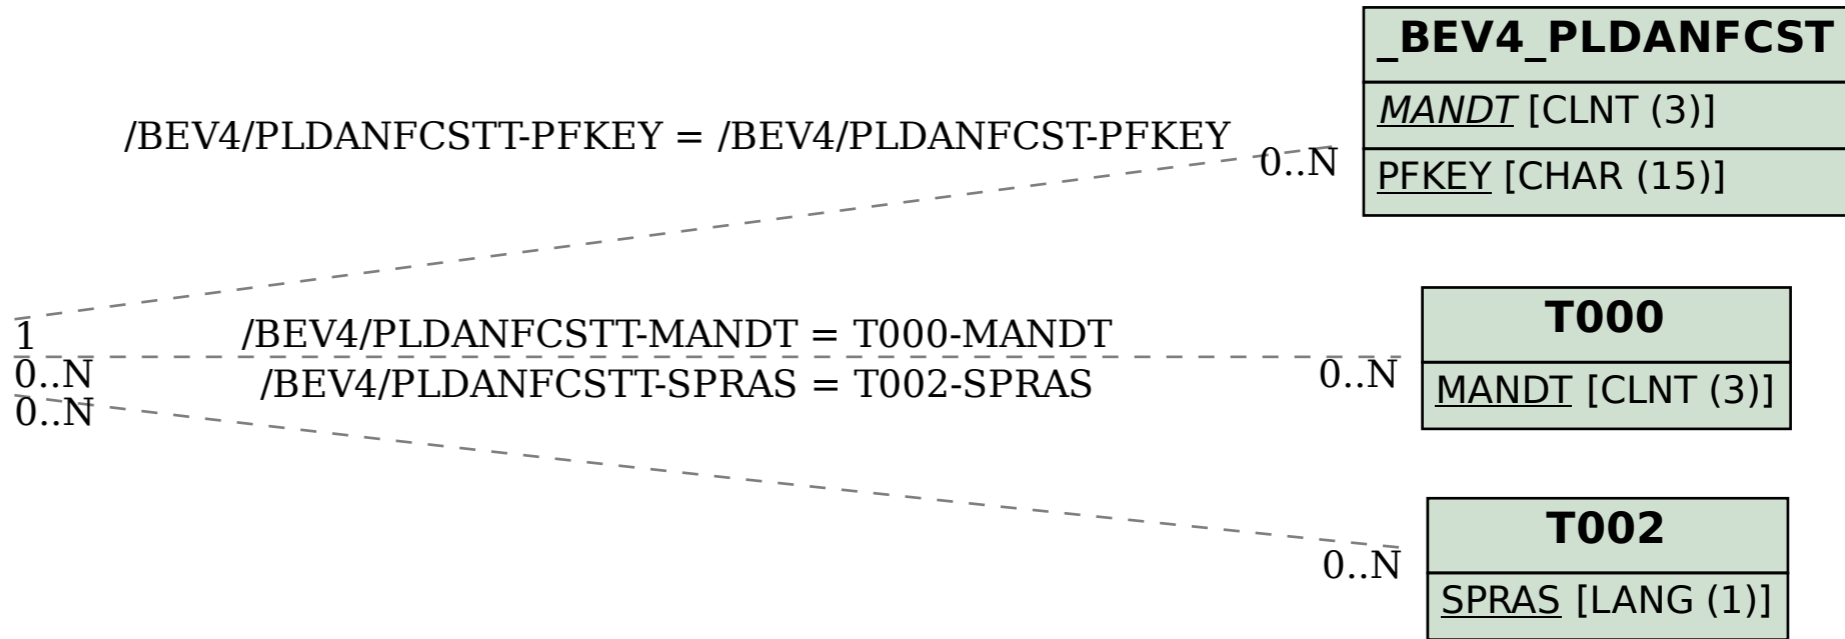 _BEV4_PLDANFCST
MANDT [CLNT (3)]
PFKEY [CHAR (15)]
/BEV4/PLDANFCSTT-PFKEY = /BEV4/PLDANFCST-PFKEY
0..N
1
/BEV4/PLDANFCSTT-MANDT = T000-MANDT
0..N
0..N
T000
MANDT [CLNT (3)]
/BEV4/PLDANFCSTT-SPRAS = T002-SPRAS
0..N
0..N
T002
SPRAS [LANG (1)]